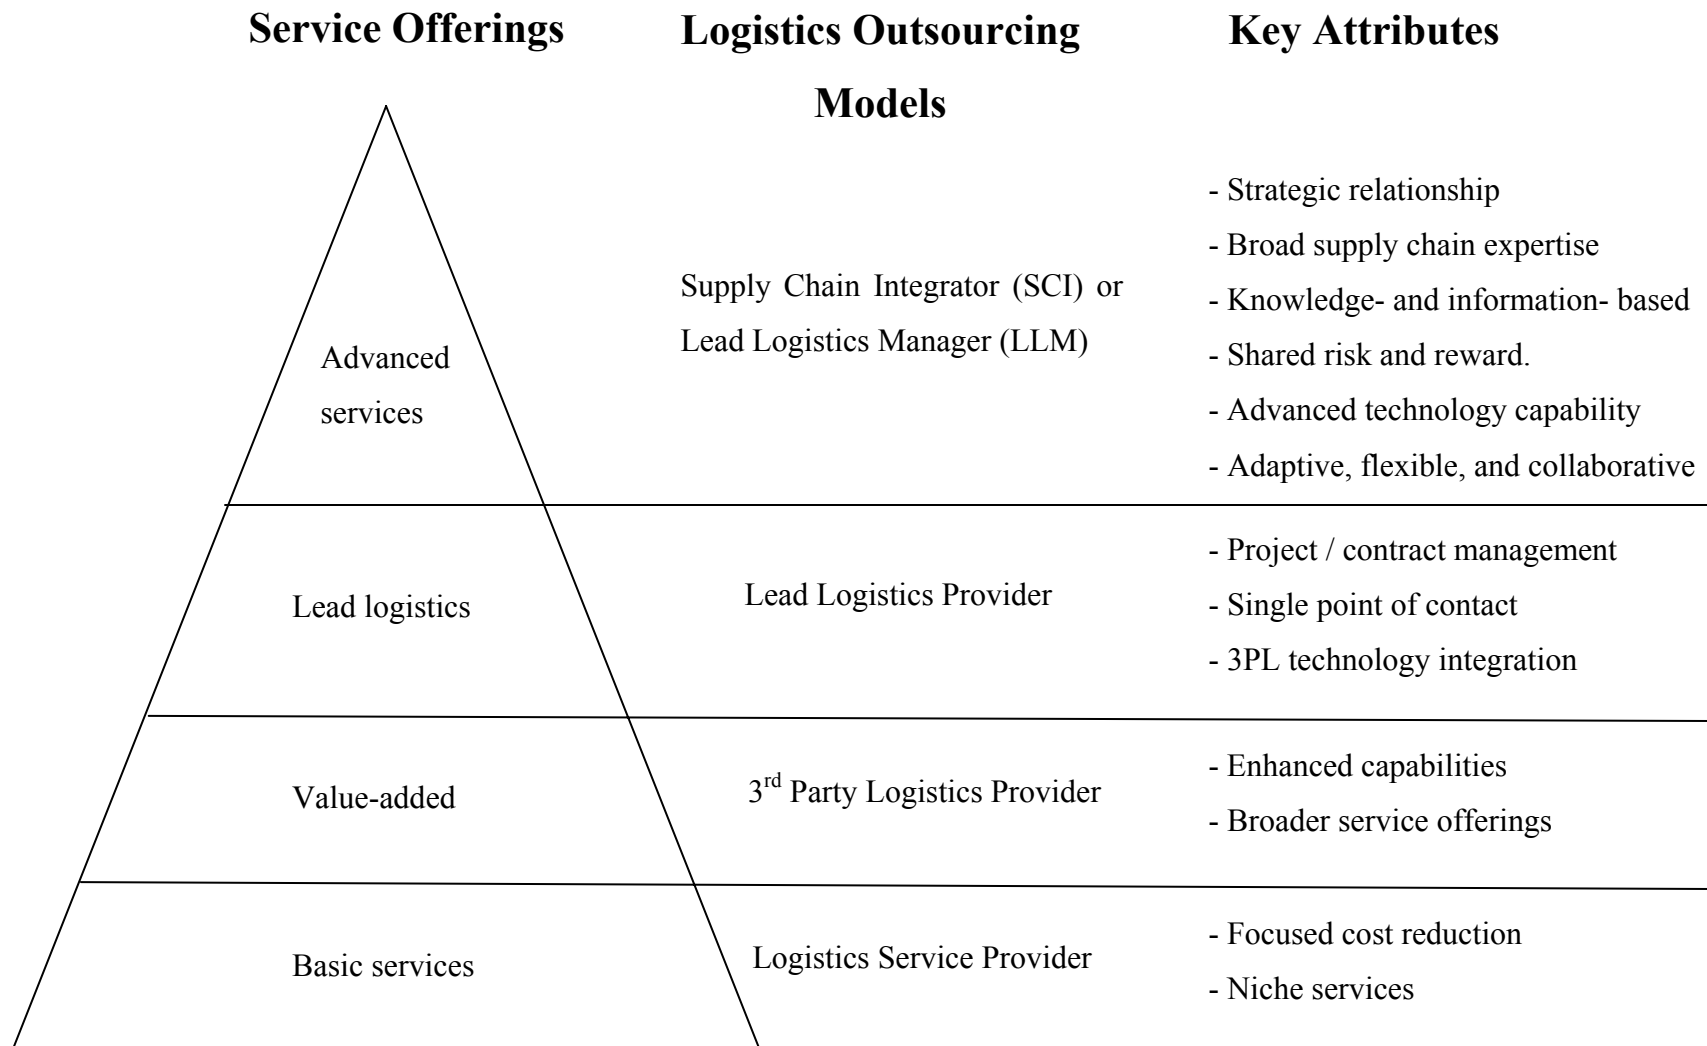 Service Offerings
Logistics Outsourcing
Models
Key Attributes
Advanced
services
Supply Chain Integrator (SCI) or
Lead Logistics Manager (LLM)
- Strategic relationship
- Broad supply chain expertise
- Knowledge- and information- based
- Shared risk and reward.
- Advanced technology capability
- Adaptive, flexible, and collaborative
Lead logistics
Lead Logistics Provider
- Project / contract management
- Single point of contact
- 3PL technology integration
Value-added
3rd Party Logistics Provider
- Enhanced capabilities
- Broader service offerings
Basic services
Logistics Service Provider
- Focused cost reduction
- Niche services